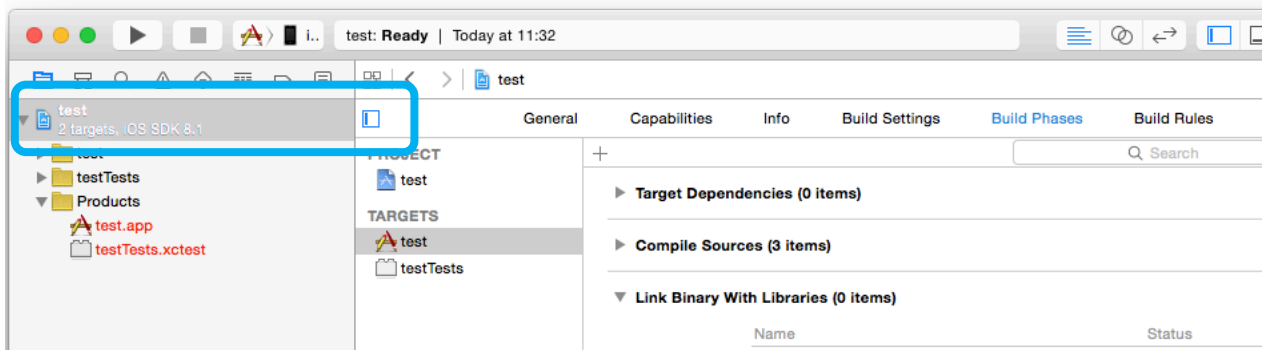 i.. test: Ready | Today at 11:32
test
test
2 targets, iOS SDK 8.1
General Capabilities Info Build Settings Build Phases Build Rules
test
PROJECT
Search
testTests
test
Products
Target Dependencies (0 items)
test.app
TARGETS
testTests.xctest
test
Compile Sources (3 items)
testTests
Link Binary With Libraries (0 items)
Name Status